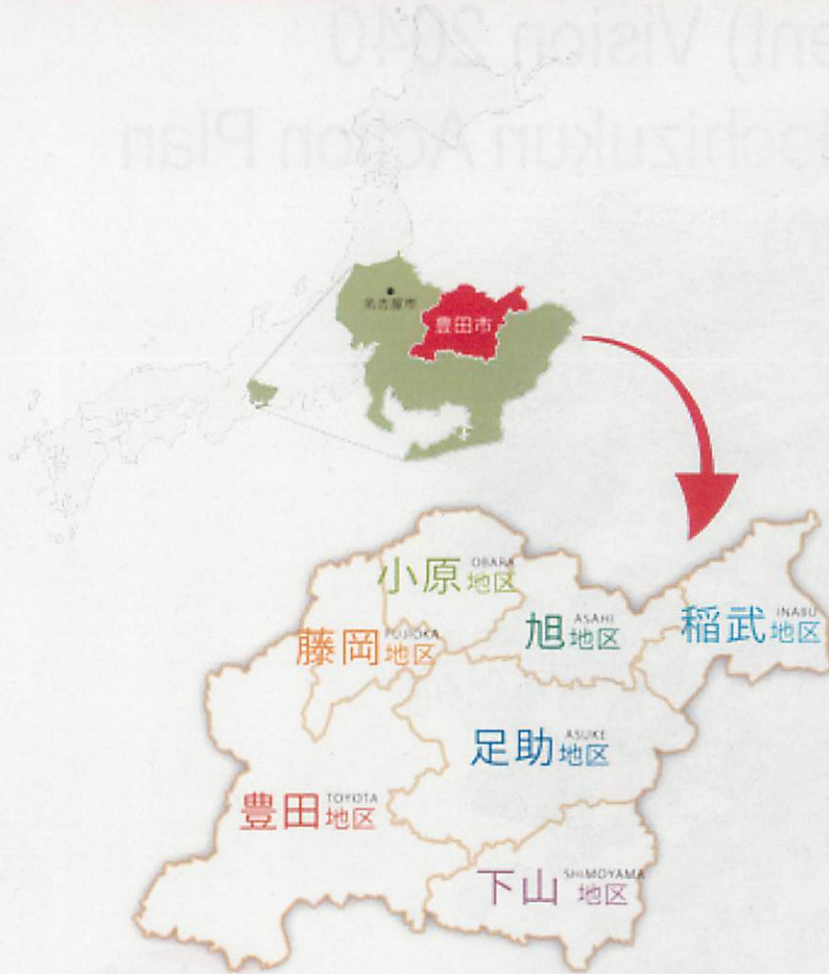 名古屋市
豊田市
OBARA
小原地区
FUJIOKA
藤岡地区
ASAHI
旭地区
INABU
稲武地区
ASUKE
足助地区
TOYOTA
豊田地区
SHIMOYAMA
下山地区
ent) Vision 2040
achizukuri Action Plan